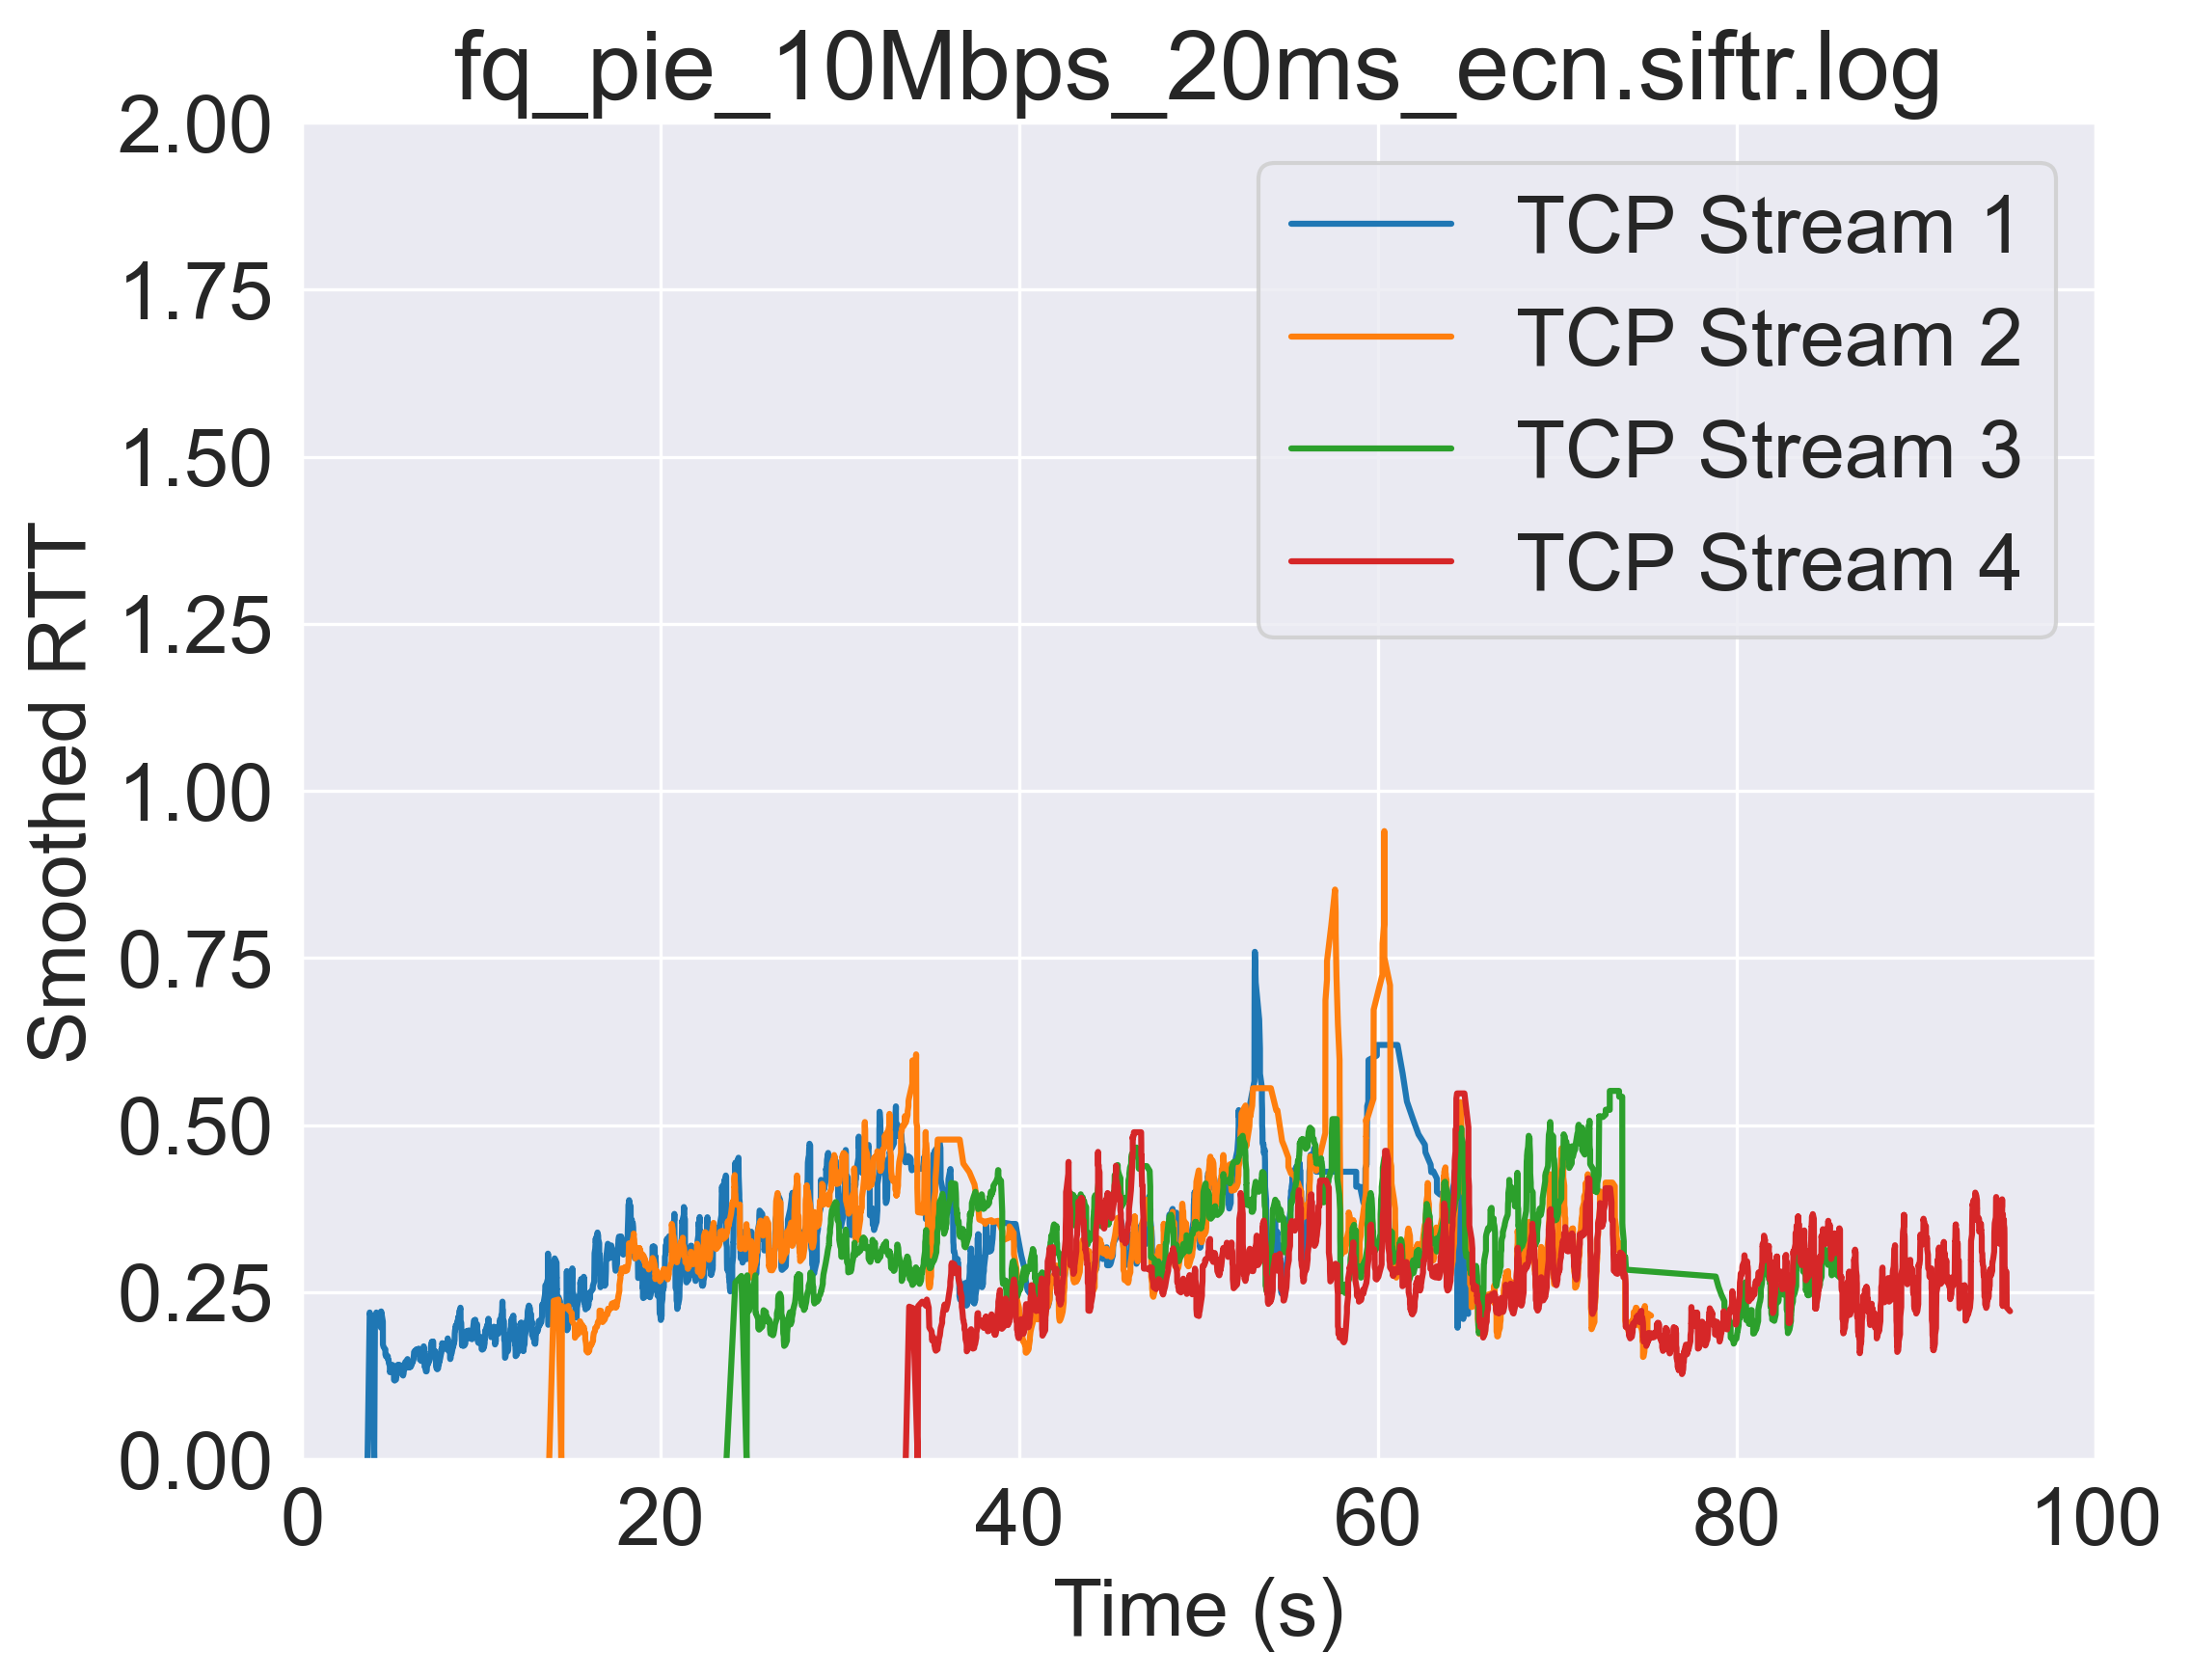 fq_pie_10Mbps_20ms_ecn.siftr.log
2.00
1.75
1.50
1.25
1.00
0.75
0.50
0.25
0.00
Smoothed RTT
TCP Stream 1
TCP Stream 2
TCP Stream 3
TCP Stream 4
0 20 40 60 80 100
Time (s)